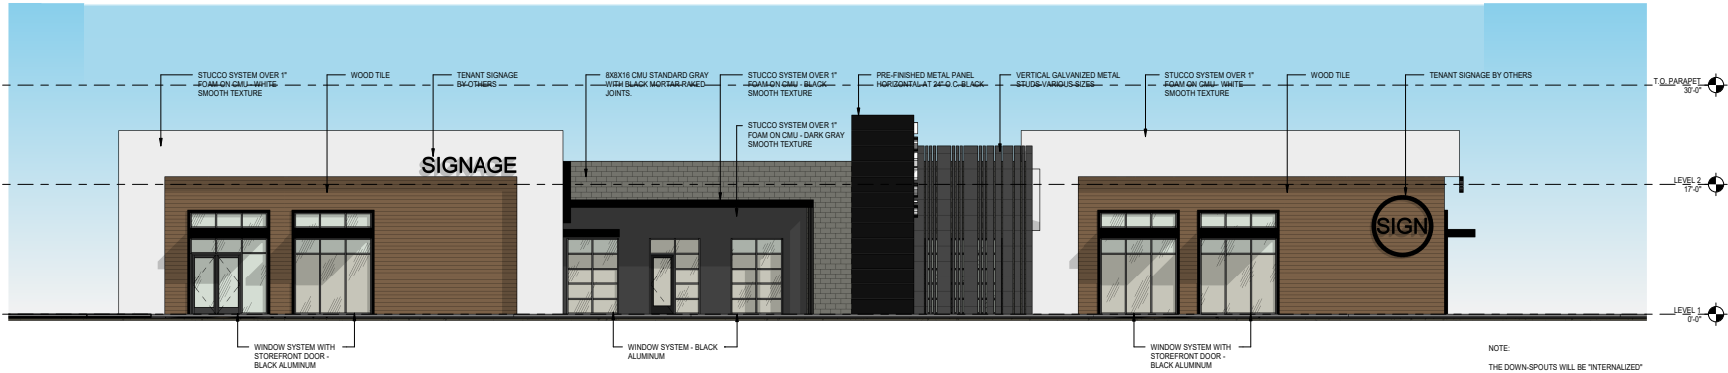 STUCCO SYSTEM OVER 1"
FOAM ON CMU - WHITE
SMOOTH TEXTURE
WOOD TILE
TENANT SIGNAGE
BY OTHERS
8X8X16 CMU STANDARD GRAY
WITH BLACK MORTAR RAKED
JOINTS.
STUCCO SYSTEM OVER 1"
FOAM ON CMU - BLACK
SMOOTH TEXTURE
STUCCO SYSTEM OVER 1"
FOAM ON CMU - DARK GRAY
SMOOTH TEXTURE
PRE-FINISHED METAL PANEL
HORIZONTAL AT 24" O.C. BLACK
VERTICAL GALVANIZED METAL
STUDS VARIOUS SIZES
STUCCO SYSTEM OVER 1"
FOAM ON CMU - WHITE
SMOOTH TEXTURE
WOOD TILE
TENANT SIGNAGE BY OTHERS
T.O. PARAPET
30'-0"
SIGNAGE
LEVEL 2
17'-0"
SIGN
LEVEL 1
0'-0"
WINDOW SYSTEM WITH
STOREFRONT DOOR -
BLACK ALUMINUM
WINDOW SYSTEM - BLACK
ALUMINUM
WINDOW SYSTEM WITH
STOREFRONT DOOR -
BLACK ALUMINUM
NOTE:
THE DOWN-SPOUTS WILL BE "INTERNALIZED"